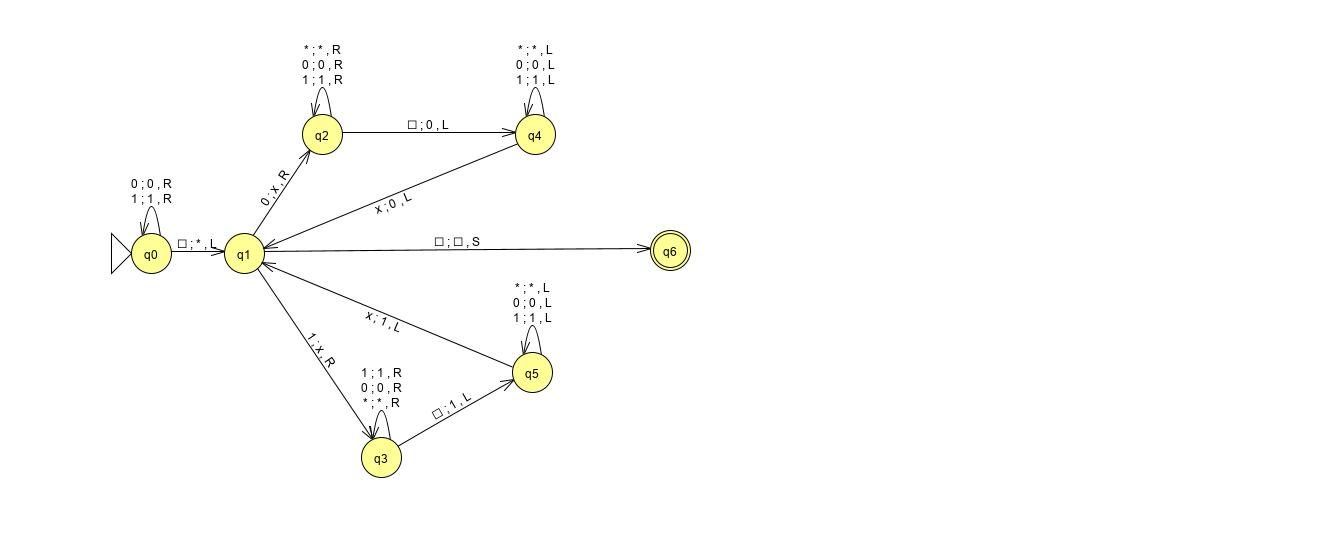 * ; * , R
0 ; 0 , R
1 ; 1 , R
* ; * , L
0 ; 0 , L
1 ; 1 , L
q2
□ ; 0 , L
q4
0 ; 0 , R
1 ; 1 , R
0 ; x , R
x ; 0 , L
q0
□ ; * , L
q1
□ ; □ , S
q6
* ; * , L
0 ; 0 , L
1 ; 1 , L
x ; 1 , L
1 ; x , R
q5
1 ; 1 , R
0 ; 0 , R
* ; * , R
□ ; 1 , L
q3